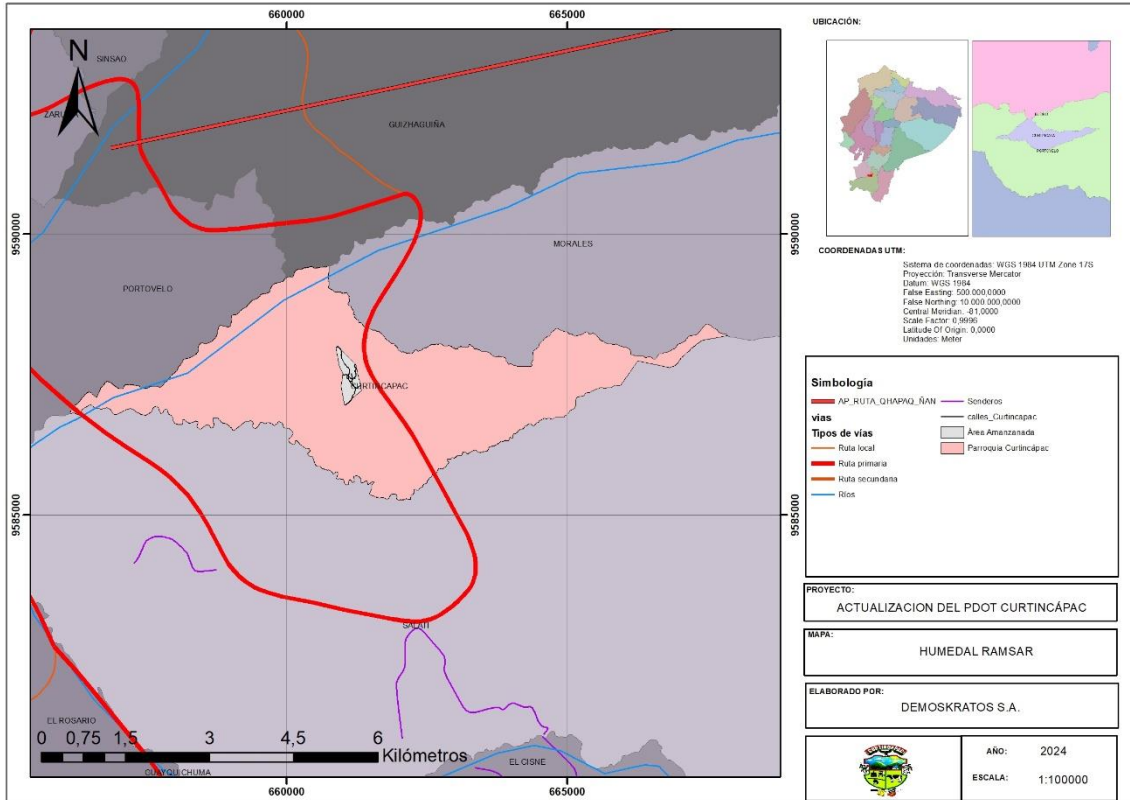 660000
665000
N
SINSAO
GUIZHAGUIÑA
9590000
9590000
MORALES
PORTOVELO
CURTINCAPAC
9585000
9585000
SALATI
EL ROSARIO
0 0,75 1,5 3 4,5 6
Kilómetros
EL CISNE
GUAYQUICHUMA
660000
665000
UBICACIÓN:
PORTOVELO
COORDENADAS UTM:
Sistema de coordenadas: WGS 1984 UTM Zone 17S
Proyección: Transverse Mercator
Datum: WGS 1984
False Easting: 500.000,0000
False Northing: 10.000.000,0000
Central Meridian: -81,0000
Scale Factor: 0,9996
Latitude Of Origin: 0,0000
Unidades: Meter
Simbología
AP_RUTA_QHAPAQ_ÑAN
vias
Tipos de vías
Ruta local
Ruta primaria
Ruta secundaria
Ríos
Senderos
calles_Curtincapac
Área Amanzanada
Parroquia Curtincápac
PROYECTO:
ACTUALIZACION DEL PDOT CURTINCÁPAC
MAPA:
HUMEDAL RAMSAR
ELABORADO POR:
DEMOSKRATOS S.A.
AÑO: 2024
ESCALA: 1:100000